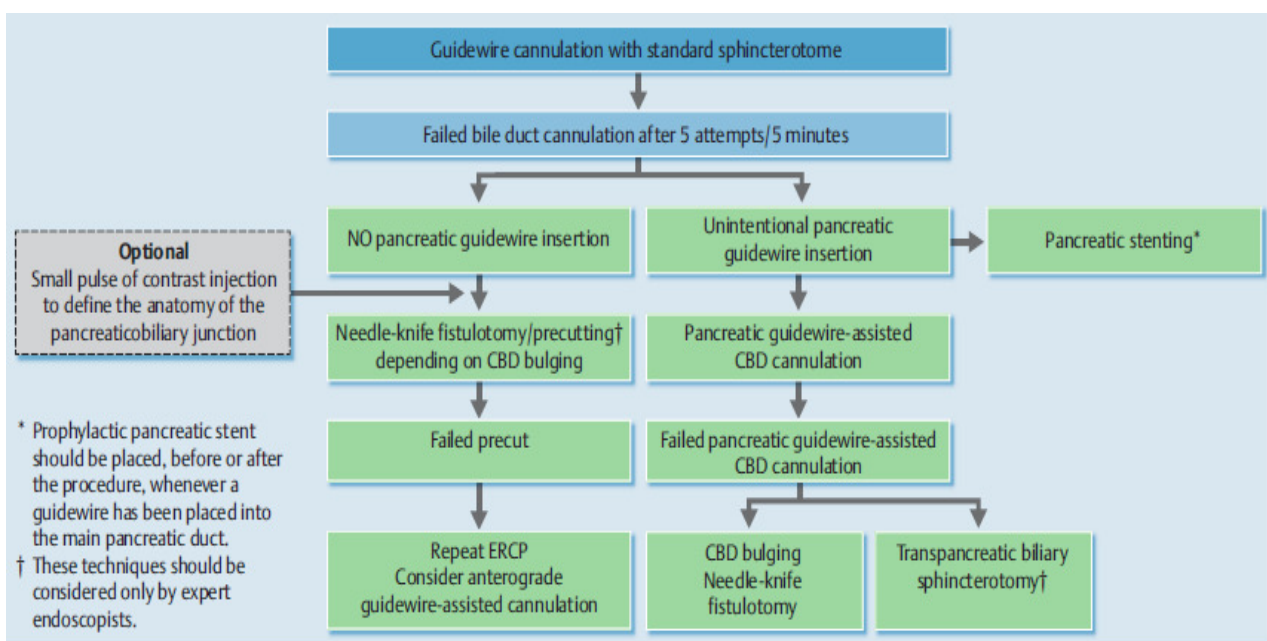 Guidewire cannulation with standard sphincterotome
Failed bile duct cannulation after 5 attempts/5 minutes
NO pancreatic guidewire insertion
Unintentional pancreatic
guidewire insertion
Pancreatic stenting*
Optional
Small pulse of contrast injection
to define the anatomy of the
pancreaticobiliary junction
Needle-knife fistulotomy/precutting†
depending on CBD bulging
Pancreatic guidewire-assisted
CBD cannulation
Failed precut
Failed pancreatic guidewire-assisted
CBD cannulation
Repeat ERCP
Consider anterograde
guidewire-assisted cannulation
CBD bulging
Needle-knife
fistulotomy
Transpancreatic biliary
sphincterotomy†
* Prophylactic pancreatic stent
should be placed, before or after
the procedure, whenever a
guidewire has been placed into
the main pancreatic duct.
† These techniques should be
considered only by expert
endoscopists.